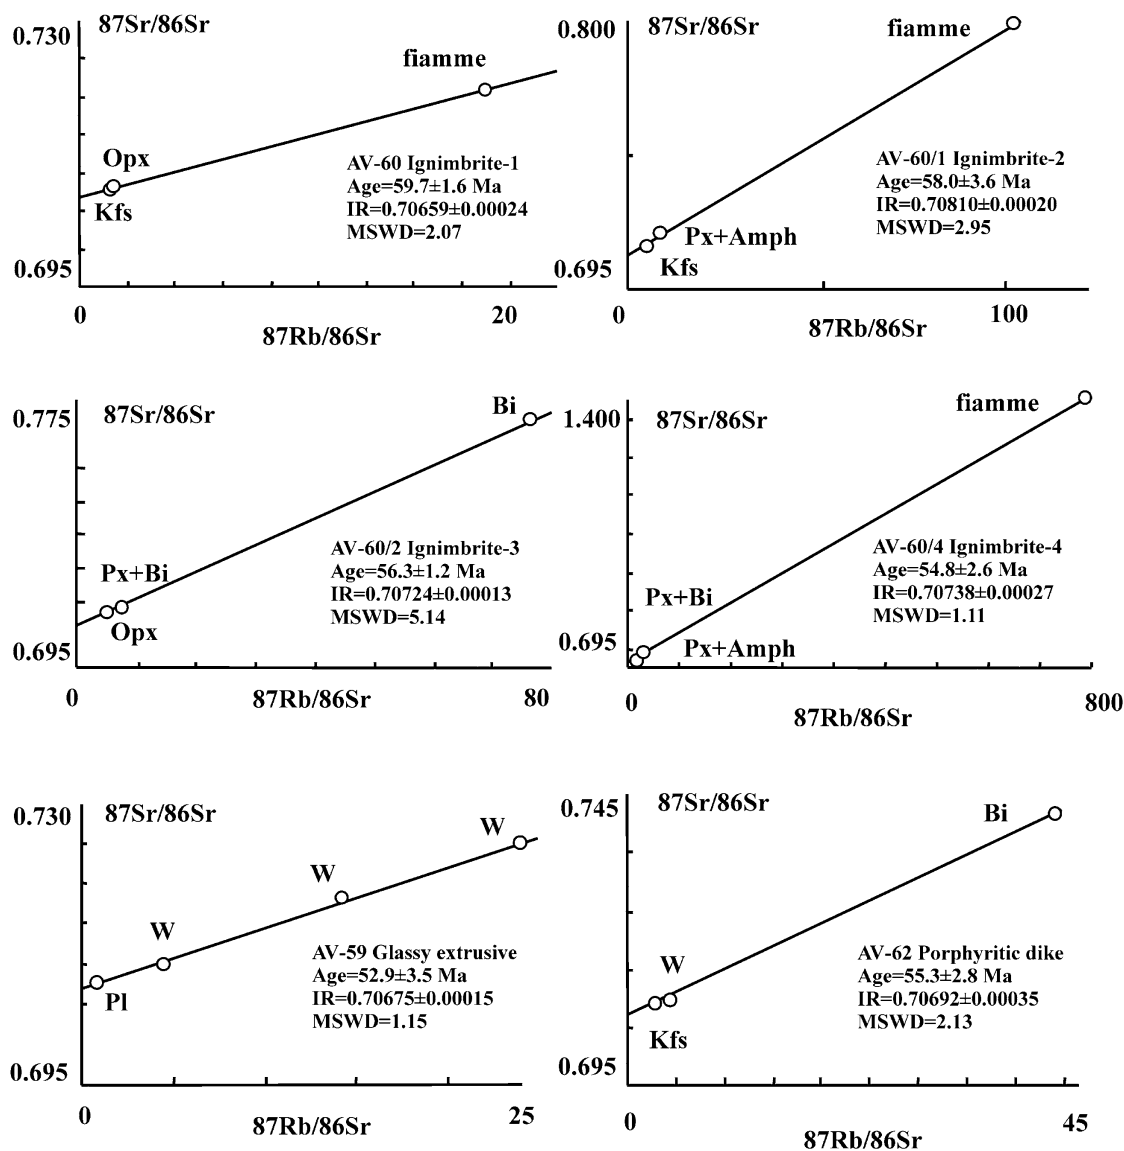 87Sr/86Sr
0.730
fiamme
Opx
Kfs
AV-60 Ignimbrite-1
Age=59.7±1.6 Ma
IR=0.70659±0.00024
MSWD=2.07
0.695
0
20
87Rb/86Sr
87Sr/86Sr
0.800
fiamme
AV-60/1 Ignimbrite-2
Age=58.0±3.6 Ma
IR=0.70810±0.00020
MSWD=2.95
Px+Amph
Kfs
0.695
0
100
87Rb/86Sr
87Sr/86Sr
0.775
Bi
AV-60/2 Ignimbrite-3
Age=56.3±1.2 Ma
IR=0.70724±0.00013
MSWD=5.14
Px+Bi
Opx
0.695
0
80
87Rb/86Sr
fiamme
1.400
87Sr/86Sr
AV-60/4 Ignimbrite-4
Age=54.8±2.6 Ma
IR=0.70738±0.00027
MSWD=1.11
Px+Bi
Px+Amph
0.695
0
800
87Rb/86Sr
87Sr/86Sr
0.730
W
W
W
Pl
AV-59 Glassy extrusive
Age=52.9±3.5 Ma
IR=0.70675±0.00015
MSWD=1.15
0.695
0
25
87Rb/86Sr
87Sr/86Sr
0.745
Bi
W
Kfs
AV-62 Porphyritic dike
Age=55.3±2.8 Ma
IR=0.70692±0.00035
MSWD=2.13
0.695
0
45
87Rb/86Sr